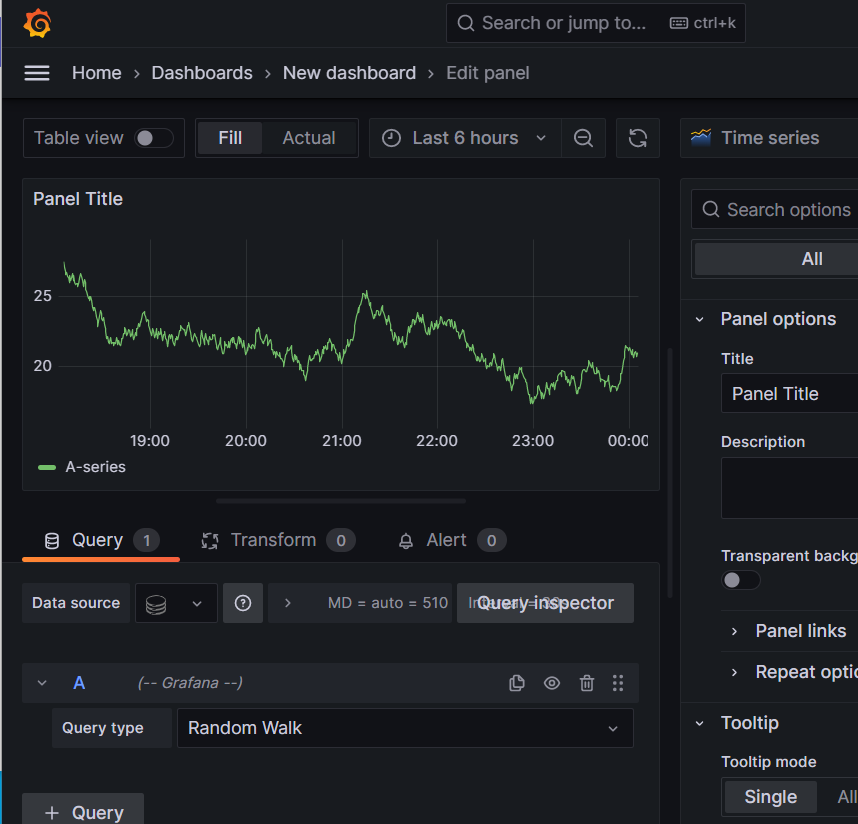 Search or jump to... ctrl+k
Home › Dashboards › New dashboard › Edit panel
Table view Fill Actual Last 6 hours Time series
Panel Title
25
20
19:00 20:00 21:00 22:00 23:00 00:00
A-series
Query 1 Transform 0 Alert 0
Data source ? MD = auto = 510 Interval = 30s Query inspector
A (-- Grafana --)
Query type Random Walk
+ Query
Search options
All
Panel options
Title
Panel Title
Description
Transparent backg
Panel links
Repeat optio
Tooltip
Tooltip mode
Single All